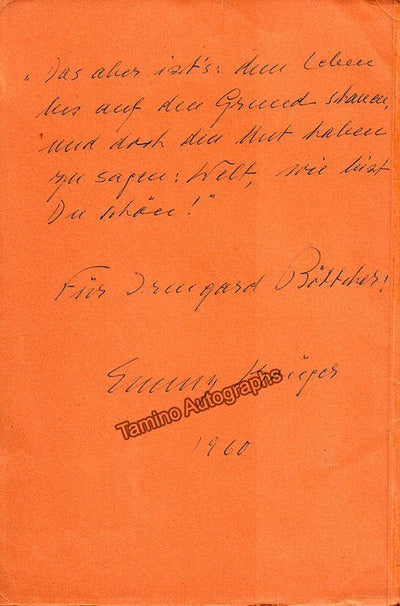 „Das aber ist's: dem Leben
bis auf den Grund schauen,
und doch den Mut haben
zu sagen: Welt, wie bist
Du schön!"
Für Irmgard Böttcher!
Emmy Krüger
Tamino Autographs
1960